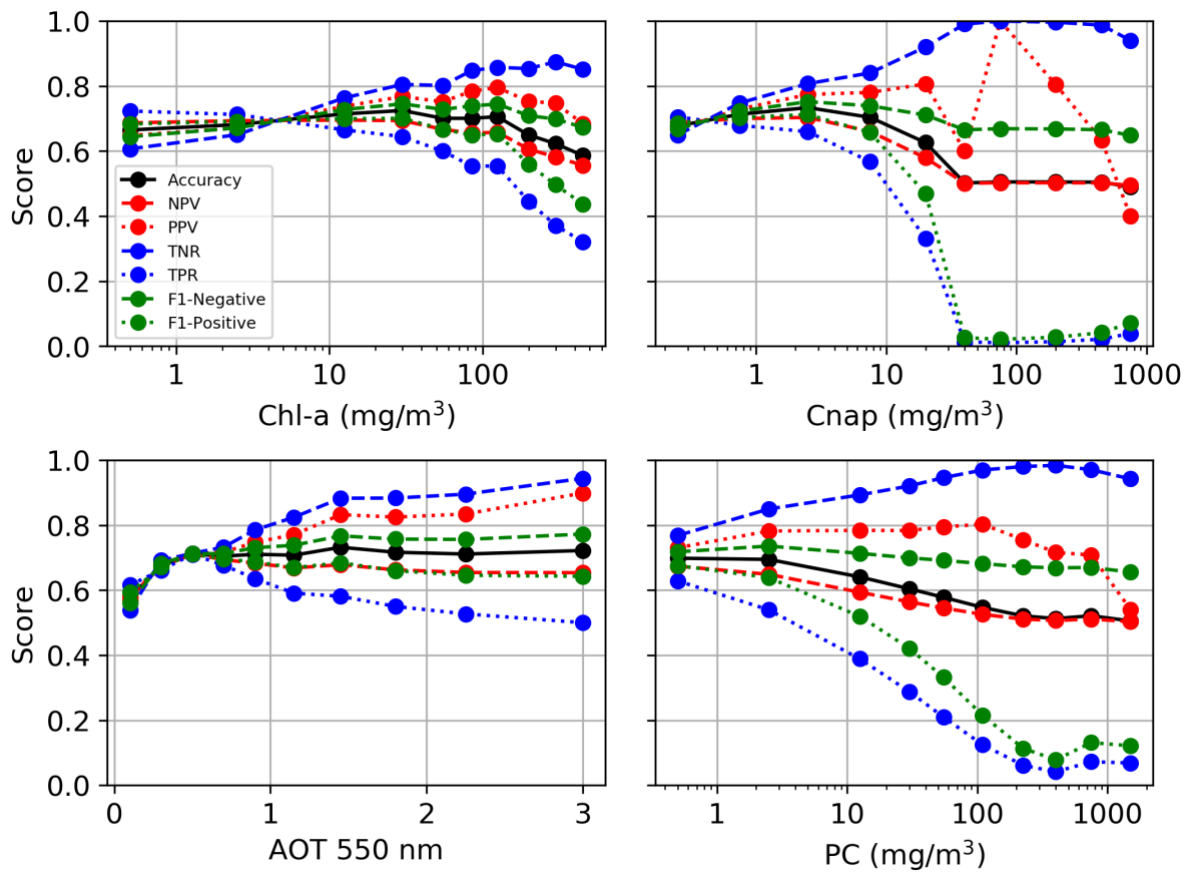 1.0
0.8
0.6
0.4
0.2
0.0
Score
Accuracy
NPV
PPV
TNR
TPR
F1-Negative
F1-Positive
1 10 100
Chl-a (mg/m³)
1 10 100 1000
Cnap (mg/m³)
1.0
0.8
0.6
0.4
0.2
0.0
Score
0 1 2 3
AOT 550 nm
1 10 100 1000
PC (mg/m³)